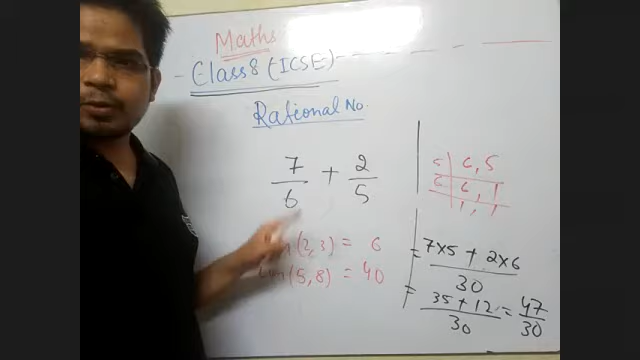 Maths
Class 8 (ICSE)
Rational No.
7/6 + 2/5
(2,3) = 6
(5,8) = 40
6, 5
6, 1
1, 1
= 7×5 + 2×6 / 30
= 35 + 12 / 30 = 47/30